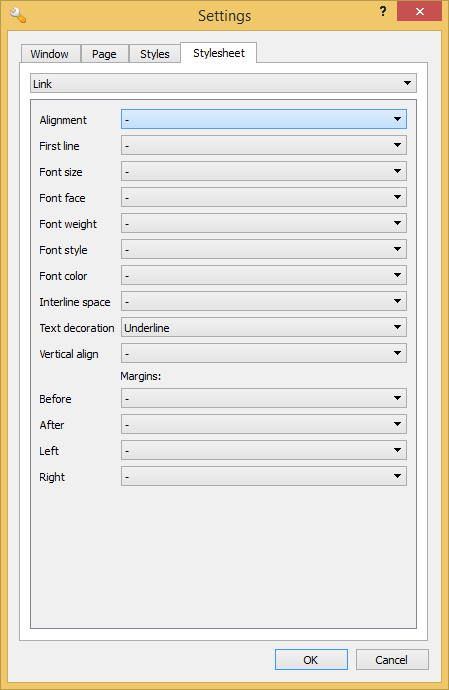 Settings
?
Window Page Styles Stylesheet
Link
Alignment -
First line -
Font size -
Font face -
Font weight -
Font style -
Font color -
Interline space -
Text decoration Underline
Vertical align -
Margins:
Before -
After -
Left -
Right -
OK Cancel